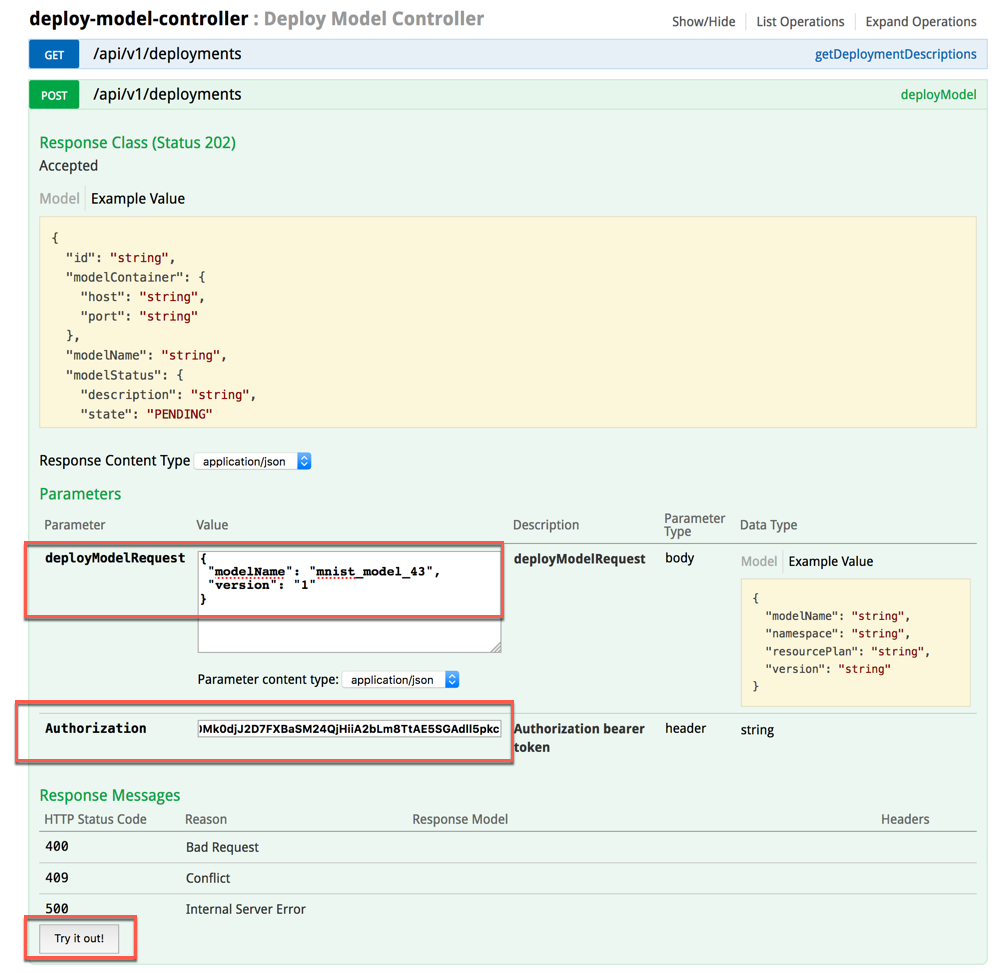 deploy-model-controller : Deploy Model Controller
Show/Hide
List Operations
Expand Operations
GET /api/v1/deployments getDeploymentDescriptions
POST /api/v1/deployments deployModel
Response Class (Status 202)
Accepted
Model Example Value
{
"id": "string",
"modelContainer": {
"host": "string",
"port": "string"
},
"modelName": "string",
"modelStatus": {
"description": "string",
"state": "PENDING"
Response Content Type application/json
Parameters
Parameter Value Description Parameter Type Data Type
deployModelRequest
{
"modelName": "mnist_model_43",
"version": "1"
}
Parameter content type: application/json
deployModelRequest
body
Model Example Value
{
"modelName": "string",
"namespace": "string",
"resourcePlan": "string",
"version": "string"
}
Authorization
Mk0djJ2D7FXBaSM24QjHiiA2bLm8TtAE5SGAdll5pkc
Authorization bearer
token
header
string
Response Messages
HTTP Status Code Reason Response Model Headers
400 Bad Request
409 Conflict
500 Internal Server Error
Try it out!